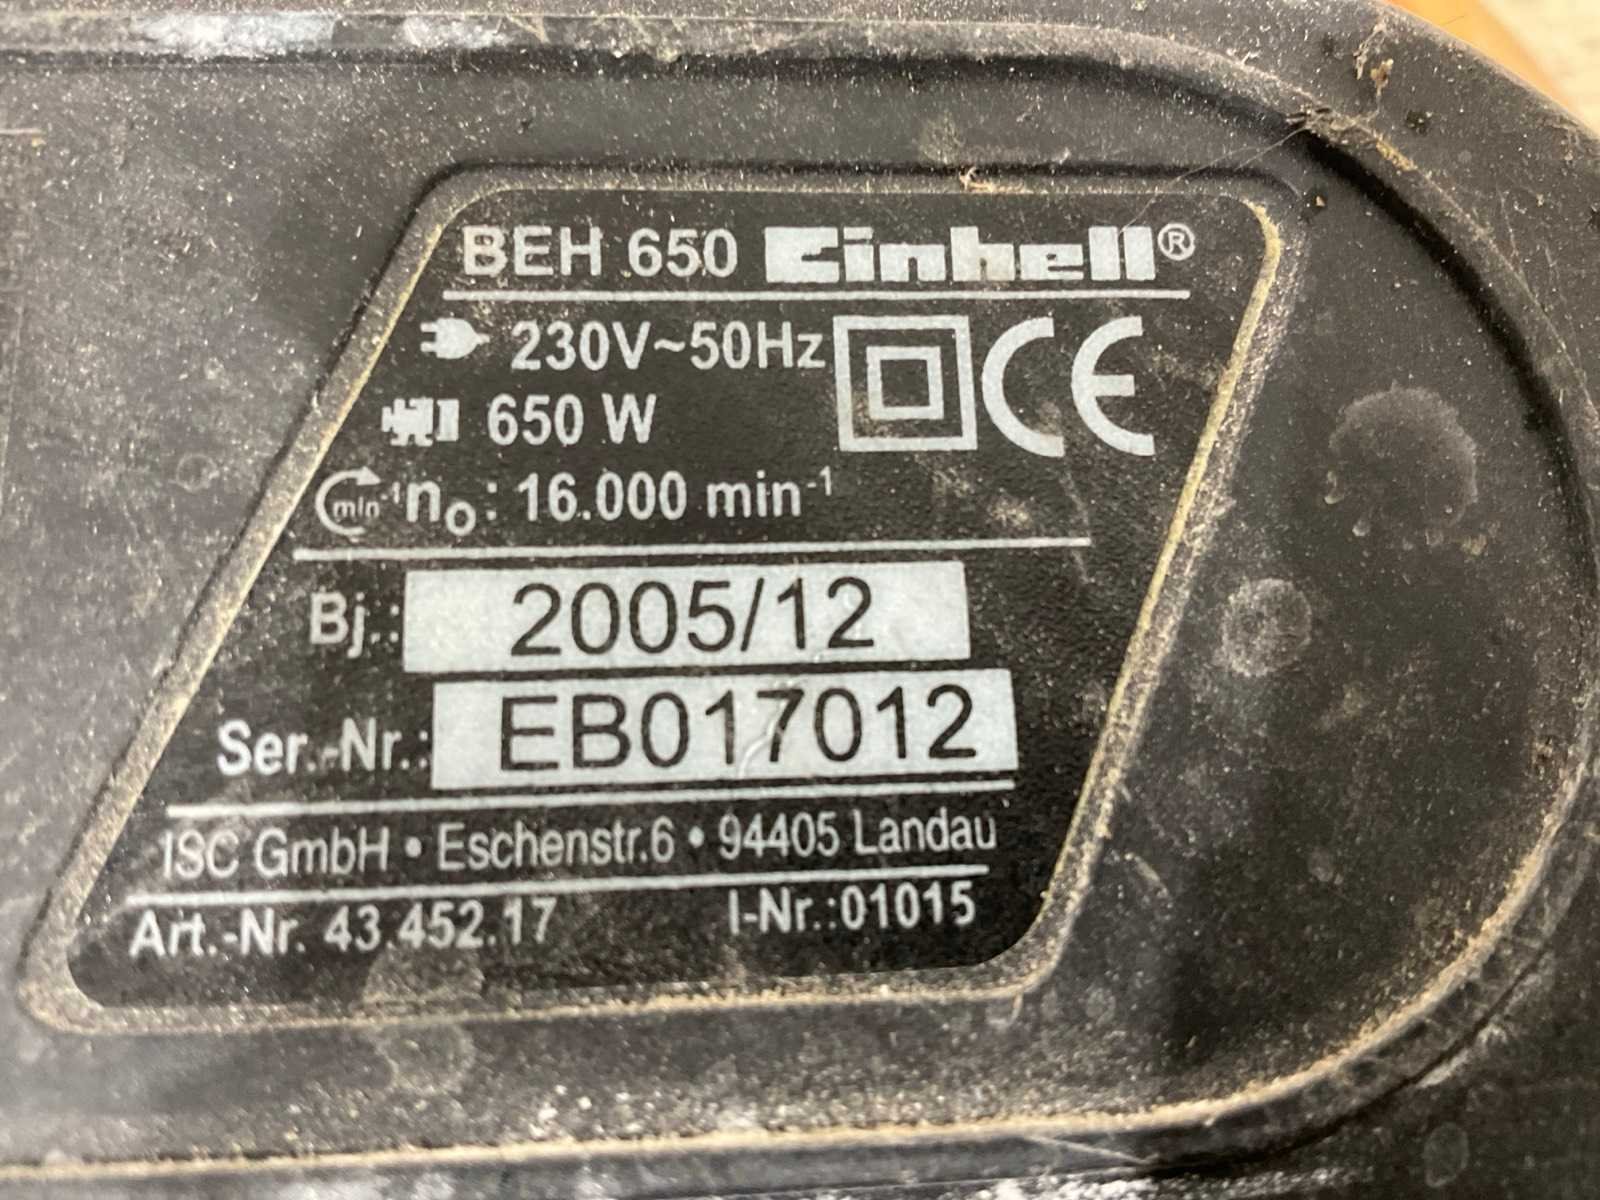 BEH 650 Einhell®
230V~50Hz CE
650 W
min-1 n0: 16.000 min-1
Bj.: 2005/12
Ser.-Nr.: EB017012
ISC GmbH • Eschenstr.6 • 94405 Landau
Art.-Nr. 43.452.17 I-Nr.:01015